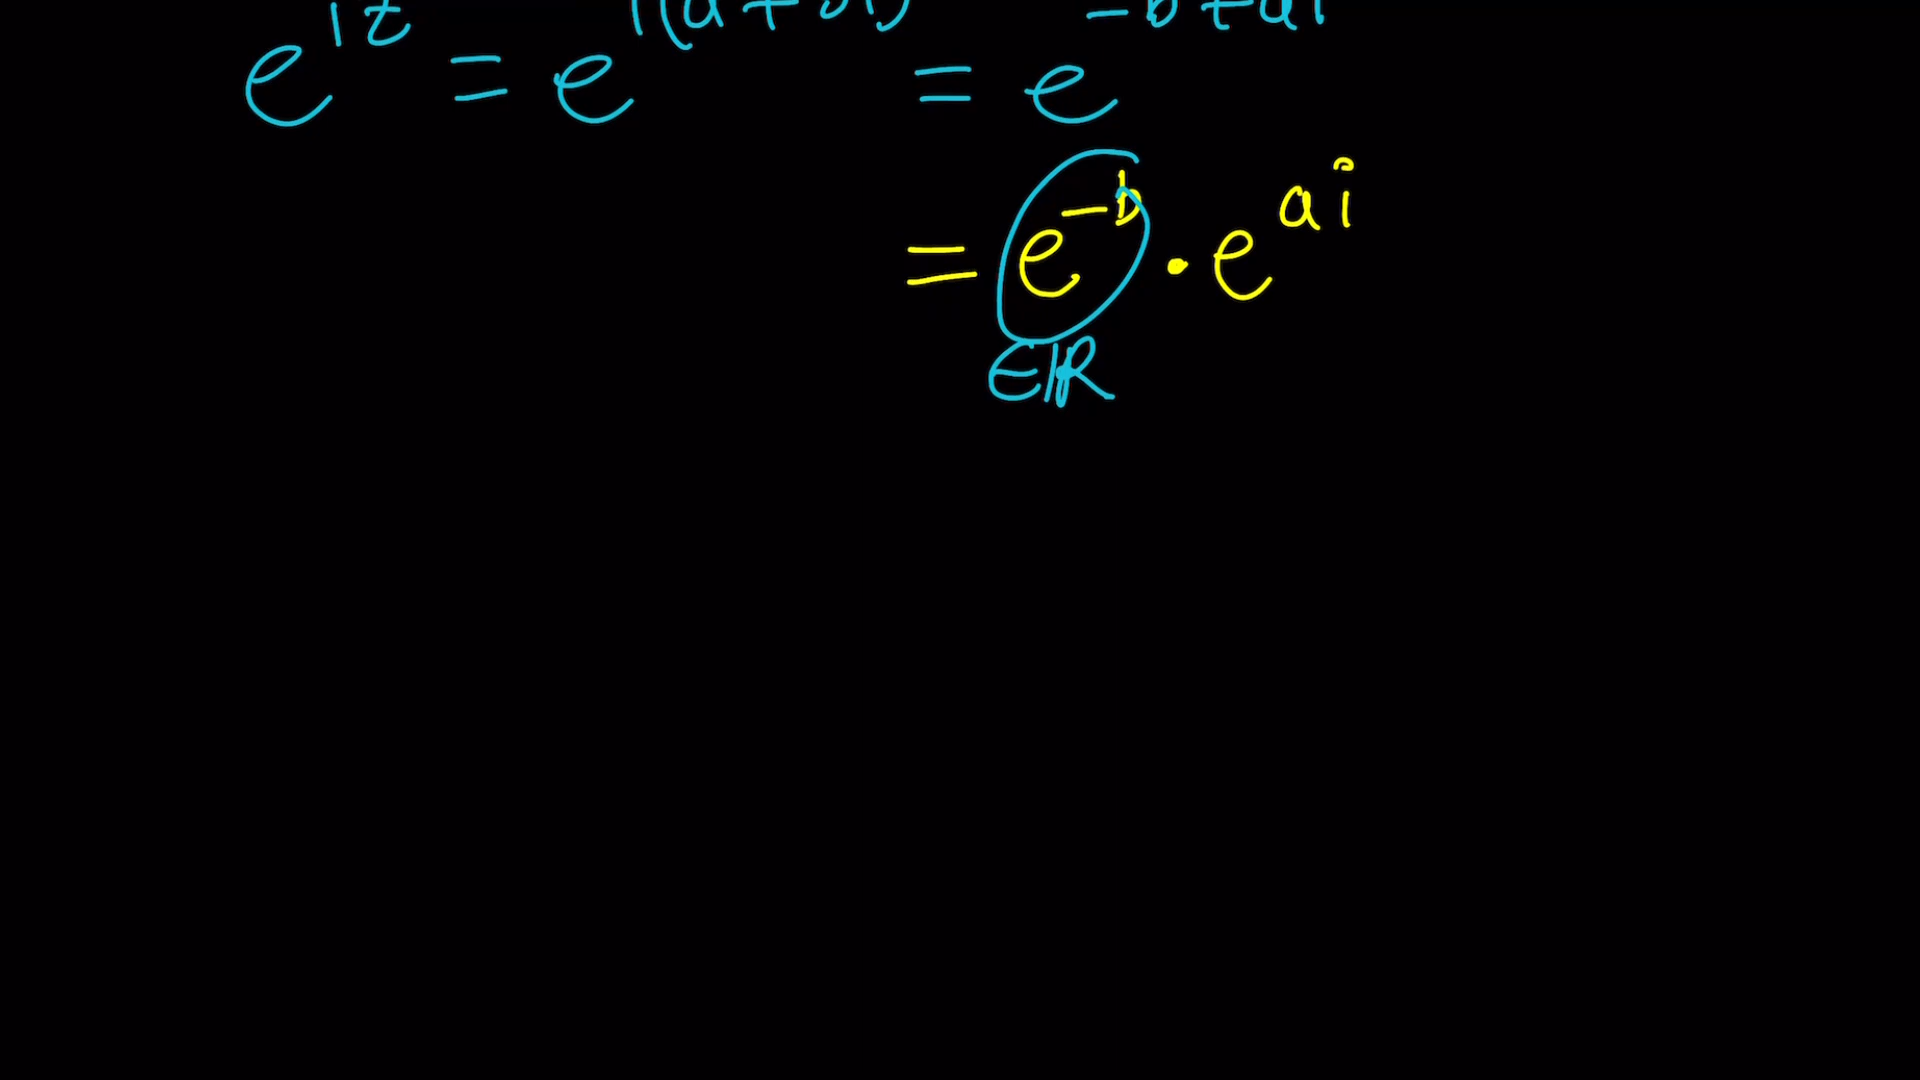 e^{iz} = e^{i(a+bi)} = e^{-b+ai}
= e^{-b} · e^{ai}
∈ℝ